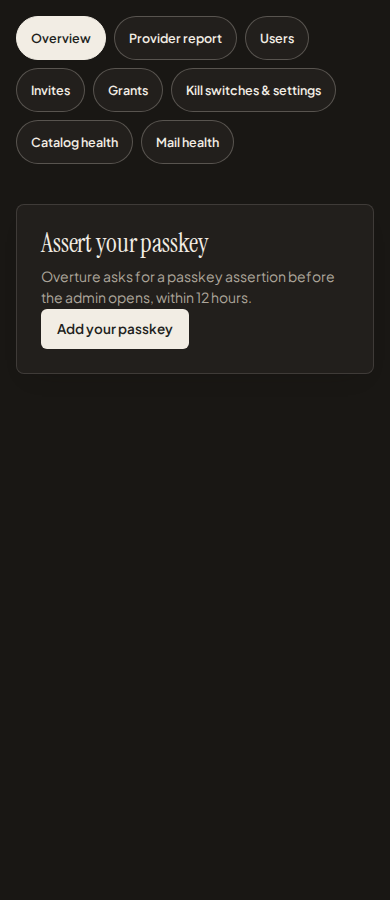 Overview
Provider report
Users
Invites
Grants
Kill switches & settings
Catalog health
Mail health
Assert your passkey
Overture asks for a passkey assertion before
the admin opens, within 12 hours.
Add your passkey